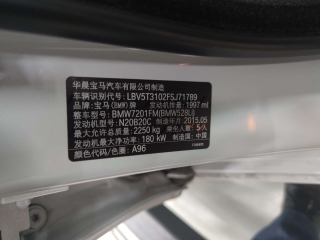 华晨宝马汽车有限公司制造
车辆识别代号: LBV5T3102FSJ71789
品牌: 宝马(BMW)牌 发动机排量: 1997 ml
型号: BMW7201FM(BMW528Li)
发动机型号: N20B20C 制造年月 2015.05
最大允许总质量: 2250 kg 乘坐人数: 5 人
发动机最大净功率: 180 kW 制造国: 中国
颜色代码/色漆: A96